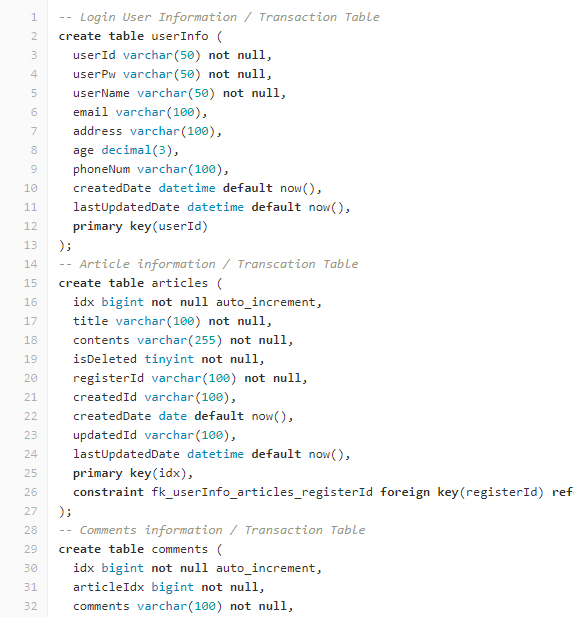 1 -- Login User Information / Transaction Table
2 create table userInfo (
3 userId varchar(50) not null,
4 userPw varchar(50) not null,
5 userName varchar(50) not null,
6 email varchar(100),
7 address varchar(100),
8 age decimal(3),
9 phoneNum varchar(100),
10 createdDate datetime default now(),
11 lastUpdatedDate datetime default now(),
12 primary key(userId)
13 );
14 -- Article information / Transcation Table
15 create table articles (
16 idx bigint not null auto_increment,
17 title varchar(100) not null,
18 contents varchar(255) not null,
19 isDeleted tinyint not null,
20 registerId varchar(100) not null,
21 createdId varchar(100),
22 createdDate date default now(),
23 updatedId varchar(100),
24 lastUpdatedDate datetime default now(),
25 primary key(idx),
26 constraint fk_userInfo_articles_registerId foreign key(registerId) ref
27 );
28 -- Comments information / Transaction Table
29 create table comments (
30 idx bigint not null auto_increment,
31 articleIdx bigint not null,
32 comments varchar(100) not null,